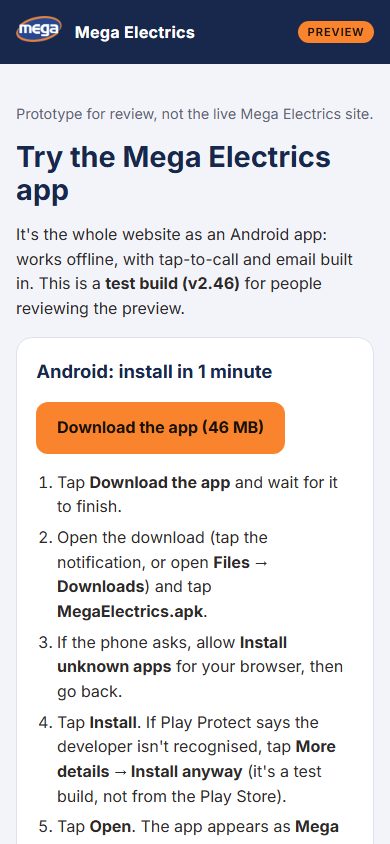 mega
Mega Electrics
PREVIEW
Prototype for review, not the live Mega Electrics site.
Try the Mega Electrics
app
It's the whole website as an Android app:
works offline, with tap-to-call and email built
in. This is a test build (v2.46) for people
reviewing the preview.
Android: install in 1 minute
Download the app (46 MB)
1. Tap Download the app and wait for it
to finish.
2. Open the download (tap the
notification, or open Files →
Downloads) and tap
MegaElectrics.apk.
3. If the phone asks, allow Install
unknown apps for your browser, then
go back.
4. Tap Install. If Play Protect says the
developer isn't recognised, tap More
details → Install anyway (it's a test
build, not from the Play Store).
5. Tap Open. The app appears as Mega